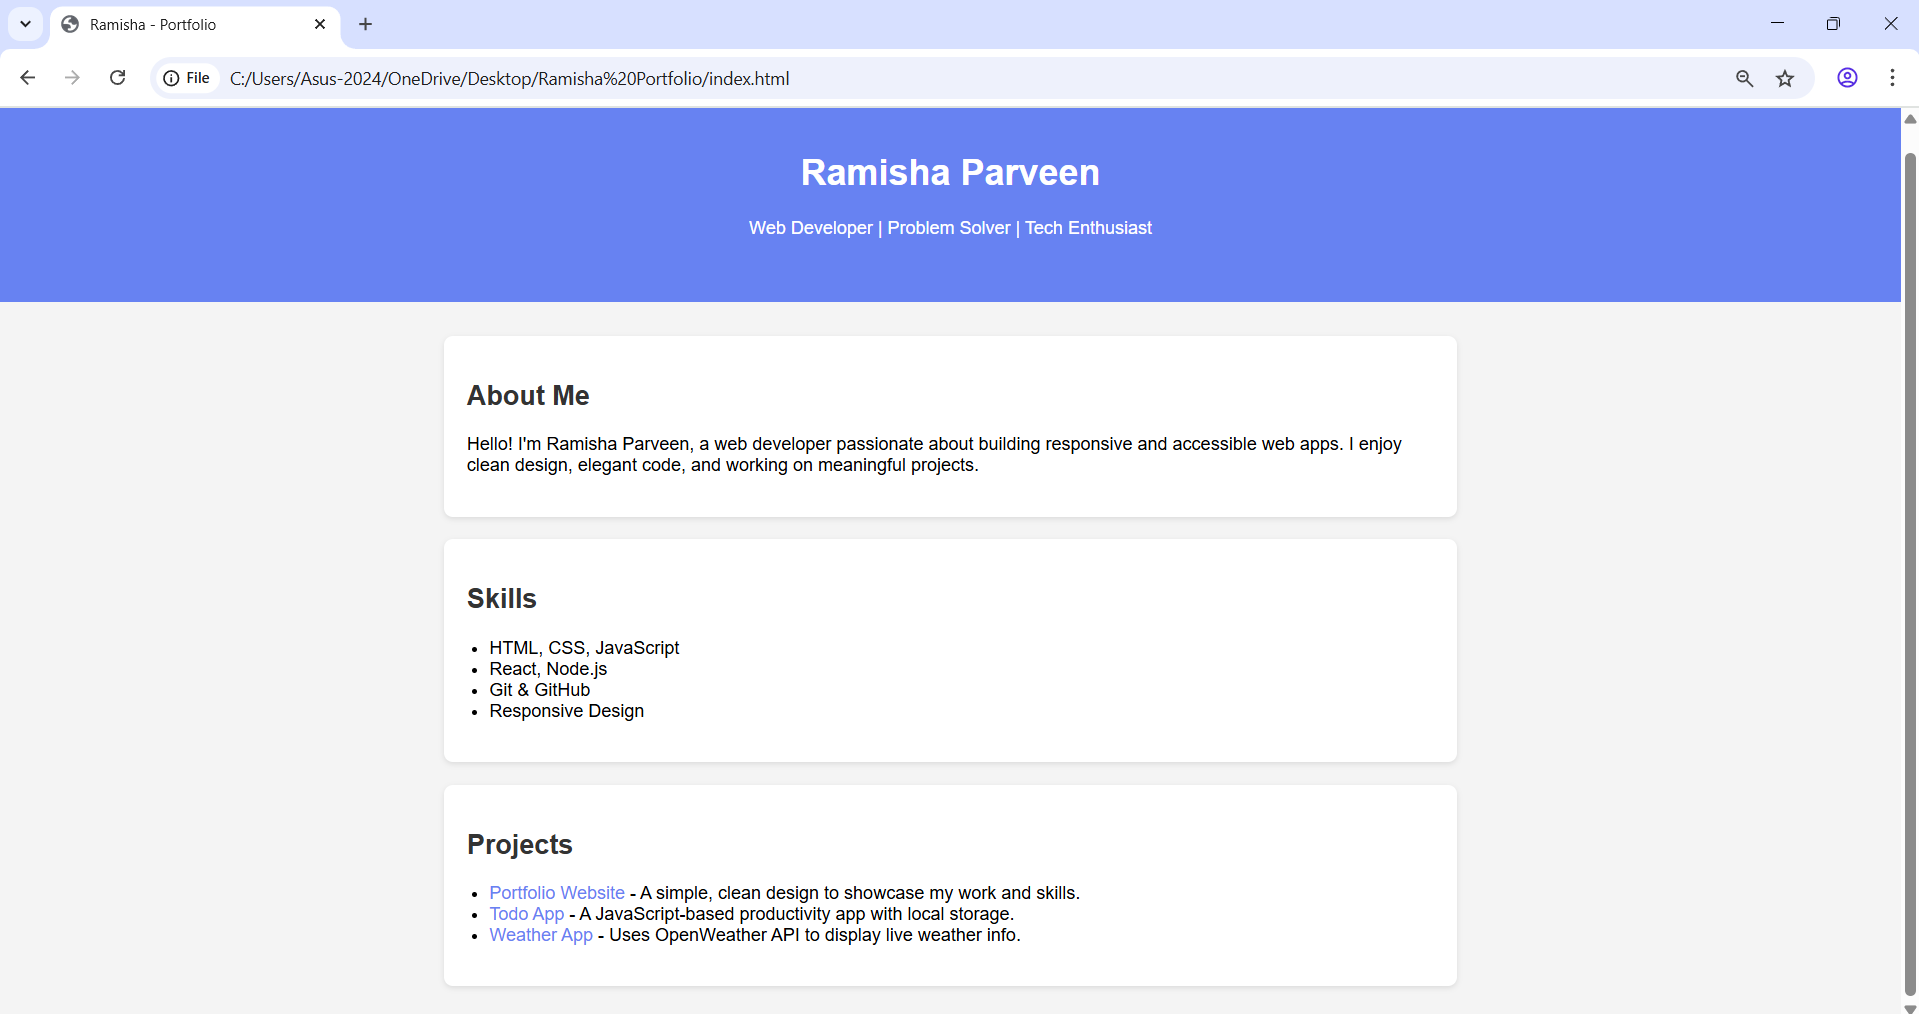 Ramisha - Portfolio
File C:/Users/Asus-2024/OneDrive/Desktop/Ramisha%20Portfolio/index.html
Ramisha Parveen
Web Developer | Problem Solver | Tech Enthusiast
About Me
Hello! I'm Ramisha Parveen, a web developer passionate about building responsive and accessible web apps. I enjoy
clean design, elegant code, and working on meaningful projects.
Skills
• HTML, CSS, JavaScript
• React, Node.js
• Git & GitHub
• Responsive Design
Projects
• Portfolio Website - A simple, clean design to showcase my work and skills.
• Todo App - A JavaScript-based productivity app with local storage.
• Weather App - Uses OpenWeather API to display live weather info.